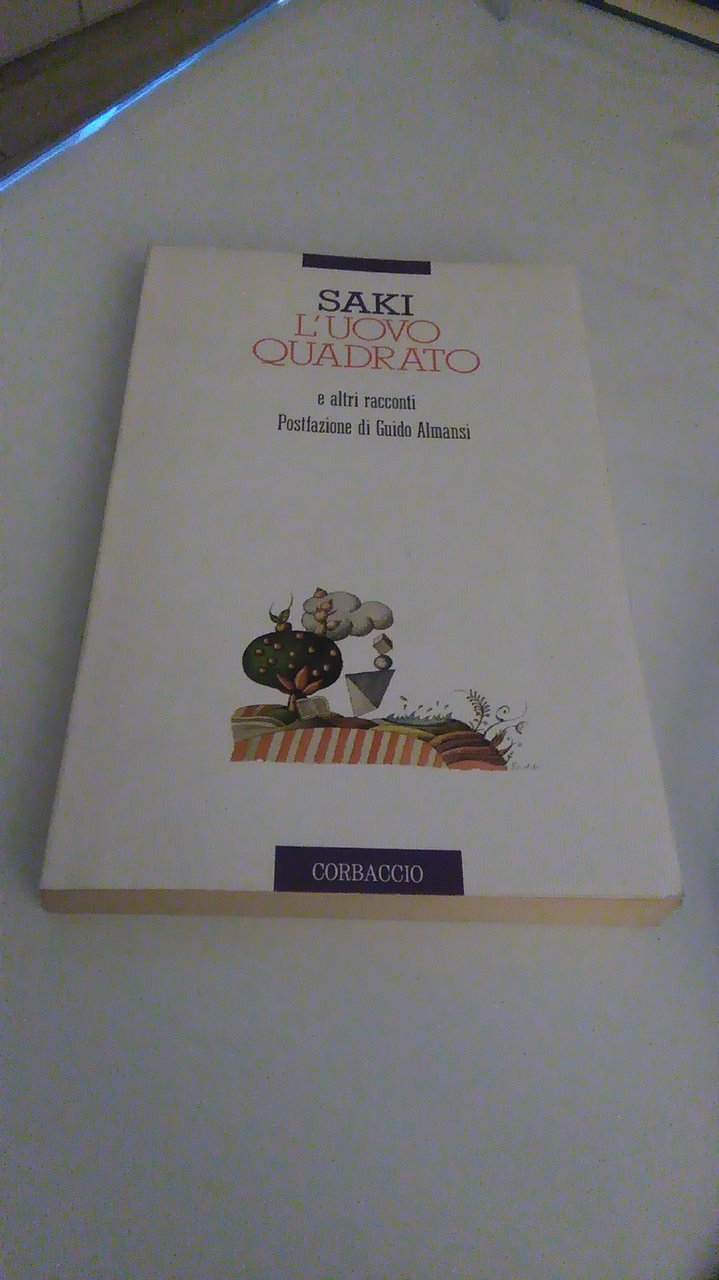 SAKI
L'UOVO
QUADRATO
e altri racconti
Postfazione di Guido Almansi
CORBACCIO